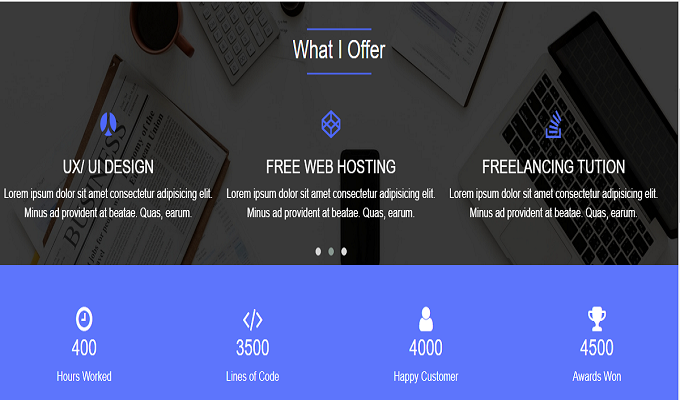 What I Offer
UX/ UI DESIGN
Lorem ipsum dolor sit amet consectetur adipisicing elit.
Minus ad provident at beatae. Quas, earum.
FREE WEB HOSTING
Lorem ipsum dolor sit amet consectetur adipisicing elit.
Minus ad provident at beatae. Quas, earum.
FREELANCING TUTION
Lorem ipsum dolor sit amet consectetur adipisicing elit.
Minus ad provident at beatae. Quas, earum.
BUSINESS
400
Hours Worked
3500
Lines of Code
4000
Happy Customer
4500
Awards Won